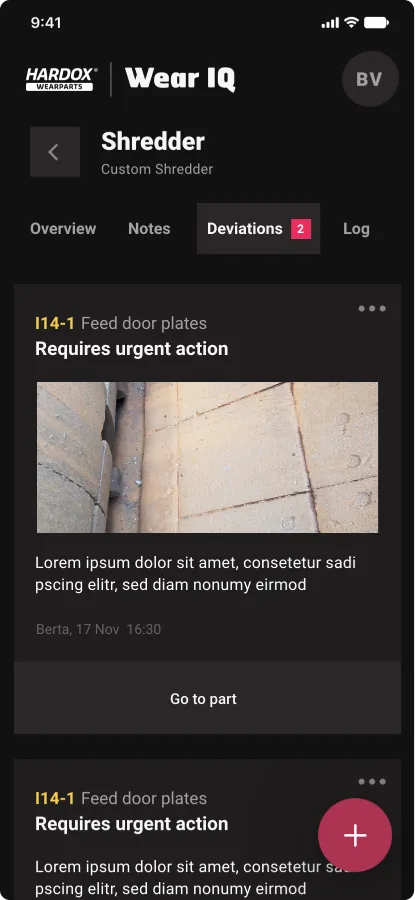 9:41
HARDOX®
WEARPARTS
Wear IQ
BV
Shredder
Custom Shredder
Overview
Notes
Deviations 2
Log
I14-1 Feed door plates
Requires urgent action
Lorem ipsum dolor sit amet, consetetur sadi
pscing elitr, sed diam nonumy eirmod
Berta, 17 Nov 16:30
Go to part
I14-1 Feed door plates
Requires urgent action
Lorem ipsum dolor sit amet, consetetur sa
pscing elitr, sed diam nonumy eirmod